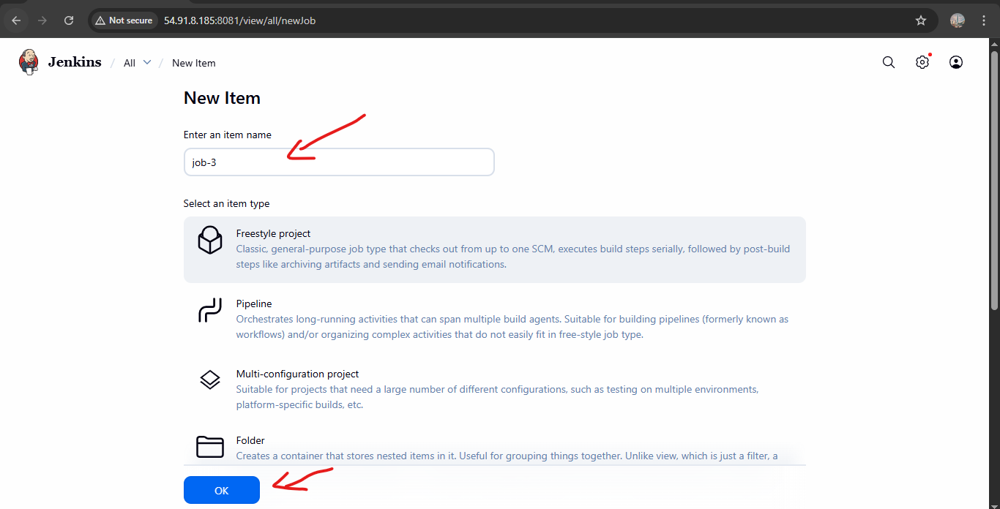 Not secure 54.91.8.185:8081/view/all/newJob
Jenkins / All / New Item
New Item
Enter an item name
job-3
Select an item type
Freestyle project
Classic, general-purpose job type that checks out from up to one SCM, executes build steps serially, followed by post-build
steps like archiving artifacts and sending email notifications.
Pipeline
Orchestrates long-running activities that can span multiple build agents. Suitable for building pipelines (formerly known as
workflows) and/or organizing complex activities that do not easily fit in free-style job type.
Multi-configuration project
Suitable for projects that need a large number of different configurations, such as testing on multiple environments,
platform-specific builds, etc.
Folder
Creates a container that stores nested items in it. Useful for grouping things together. Unlike view, which is just a filter, a
OK